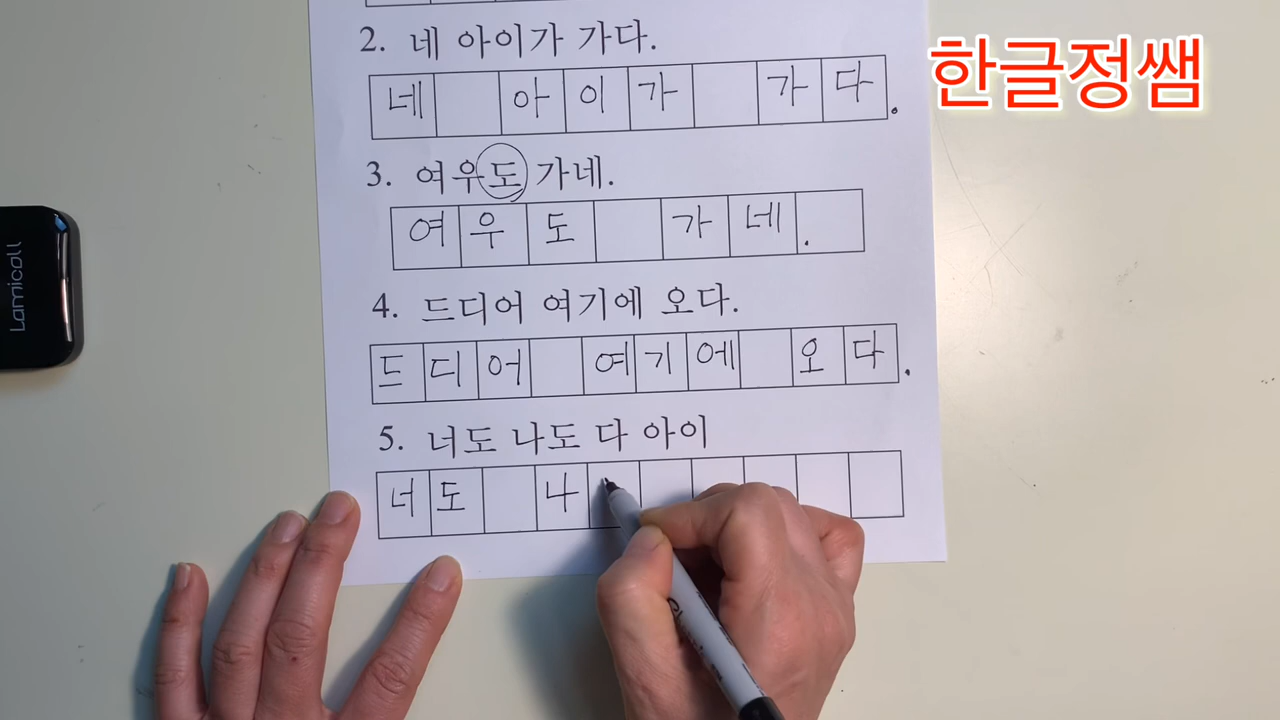 한글정쌤
2. 네 아이가 가다.
네 아이가 가다.
3. 여우도 가네.
여우도 가네.
4. 드디어 여기에 오다.
드디어 여기에 오다.
5. 너도 나도 다 아이
너도 나
Lamicall